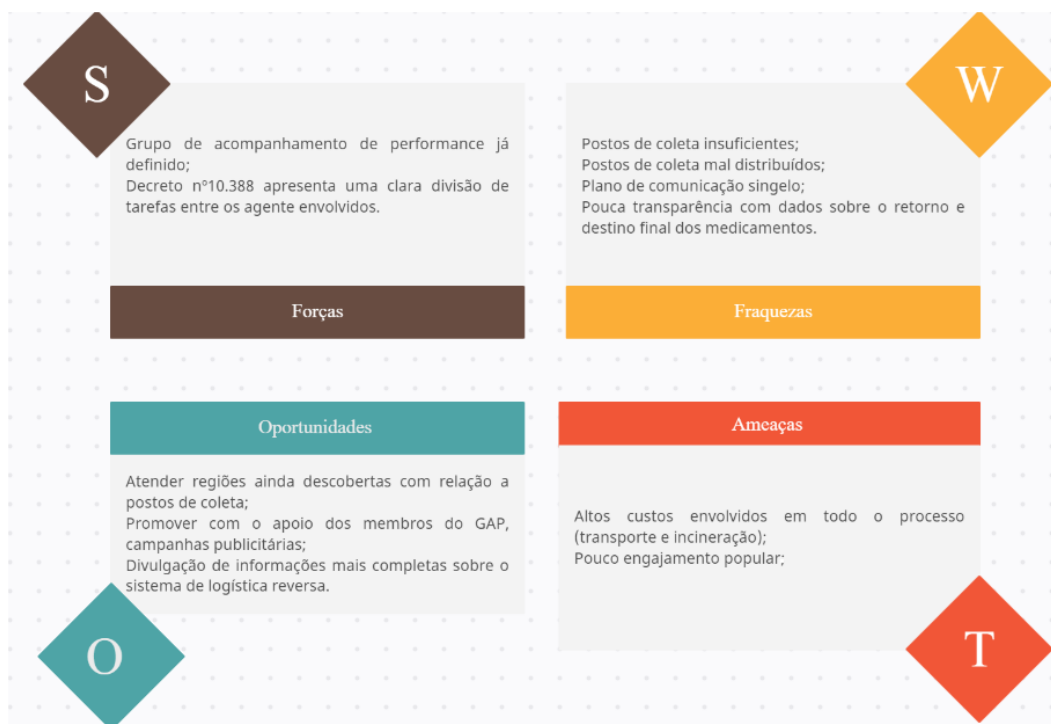 S
Grupo de acompanhamento de performance já
definido;
Decreto nº10.388 apresenta uma clara divisão de
tarefas entre os agente envolvidos.
Forças
W
Postos de coleta insuficientes;
Postos de coleta mal distribuídos;
Plano de comunicação singelo;
Pouca transparência com dados sobre o retorno e
destino final dos medicamentos.
Fraquezas
Oportunidades
Atender regiões ainda descobertas com relação a
postos de coleta;
Promover com o apoio dos membros do GAP,
campanhas publicitárias;
Divulgação de informações mais completas sobre o
sistema de logística reversa.
O
Ameaças
Altos custos envolvidos em todo o processo
(transporte e incineração);
Pouco engajamento popular;
T